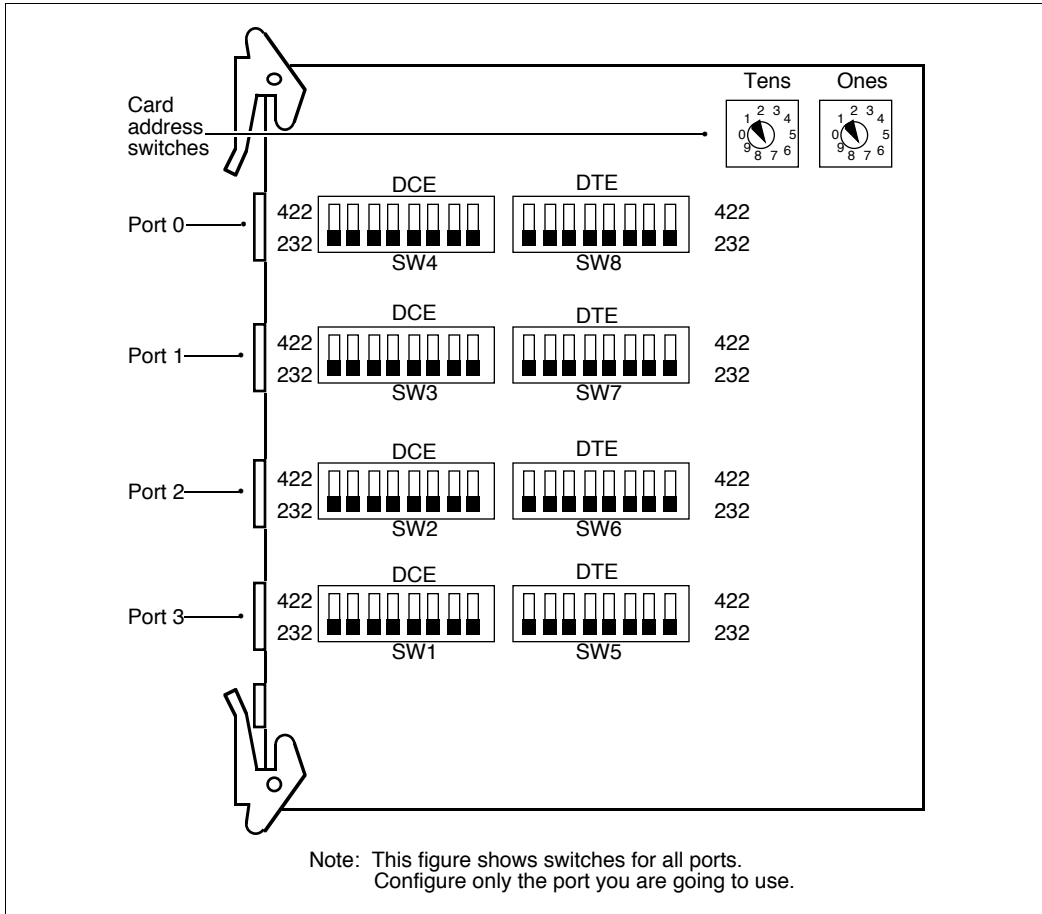 Tens Ones
Card
address
switches
1 2 3 4
0 5
9 8 7 6
1 2 3 4
0 5
9 8 7 6
DCE DTE
Port 0 422 422
232 232
SW4 SW8
DCE DTE
Port 1 422 422
232 232
SW3 SW7
DCE DTE
Port 2 422 422
232 232
SW2 SW6
DCE DTE
Port 3 422 422
232 232
SW1 SW5
Note: This figure shows switches for all ports.
Configure only the port you are going to use.